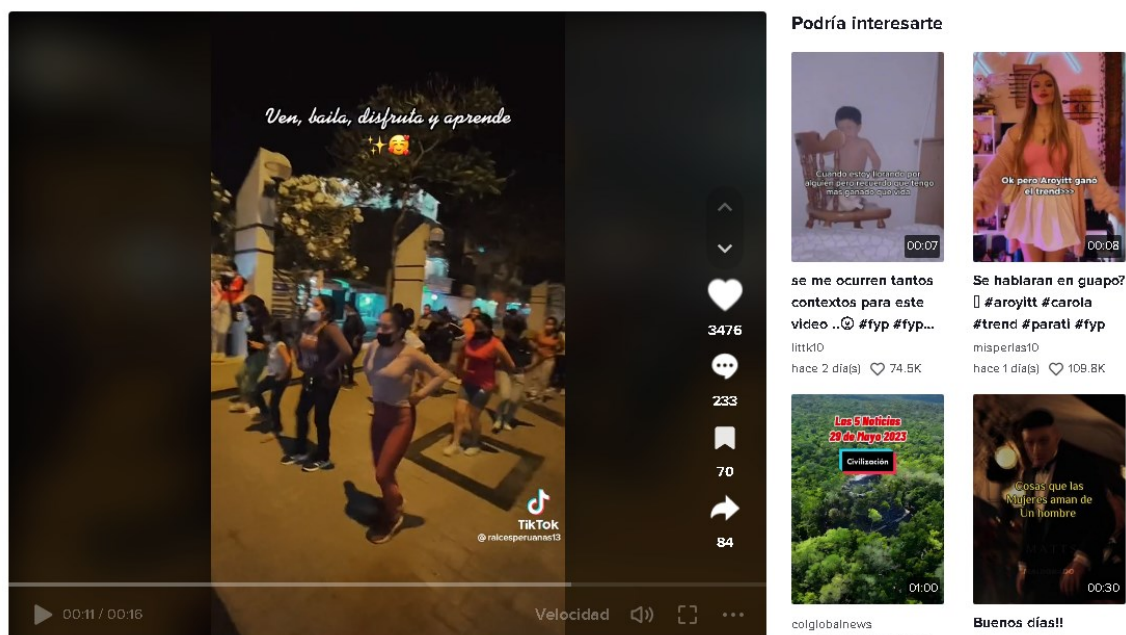 Ven, baila, disfruta y aprende
3476
233
70
84
TikTok
@raicesperuanas13
00:11 / 00:16
Velocidad
Podría interesarte
Cuando estoy llorando por
alguien pero recuerdo que tengo
mas ganado que vida
00:07
se me ocurren tantos
contextos para este
video ..😮 #fyp #fyp...
littk10
hace 2 día(s) 74.5K
Ok pero Aroyitt ganó
el trend>>>
00:08
Se hablaran en guapo?
#aroyitt #carola
#trend #parati #fyp
misperlas10
hace 1 día(s) 109.8K
Las 5 Noticias
29 de Mayo 2023
Civilización
01:00
colglobalnews
Cosas que las
Mujeres aman de
Un hombre
00:30
Buenos días!!